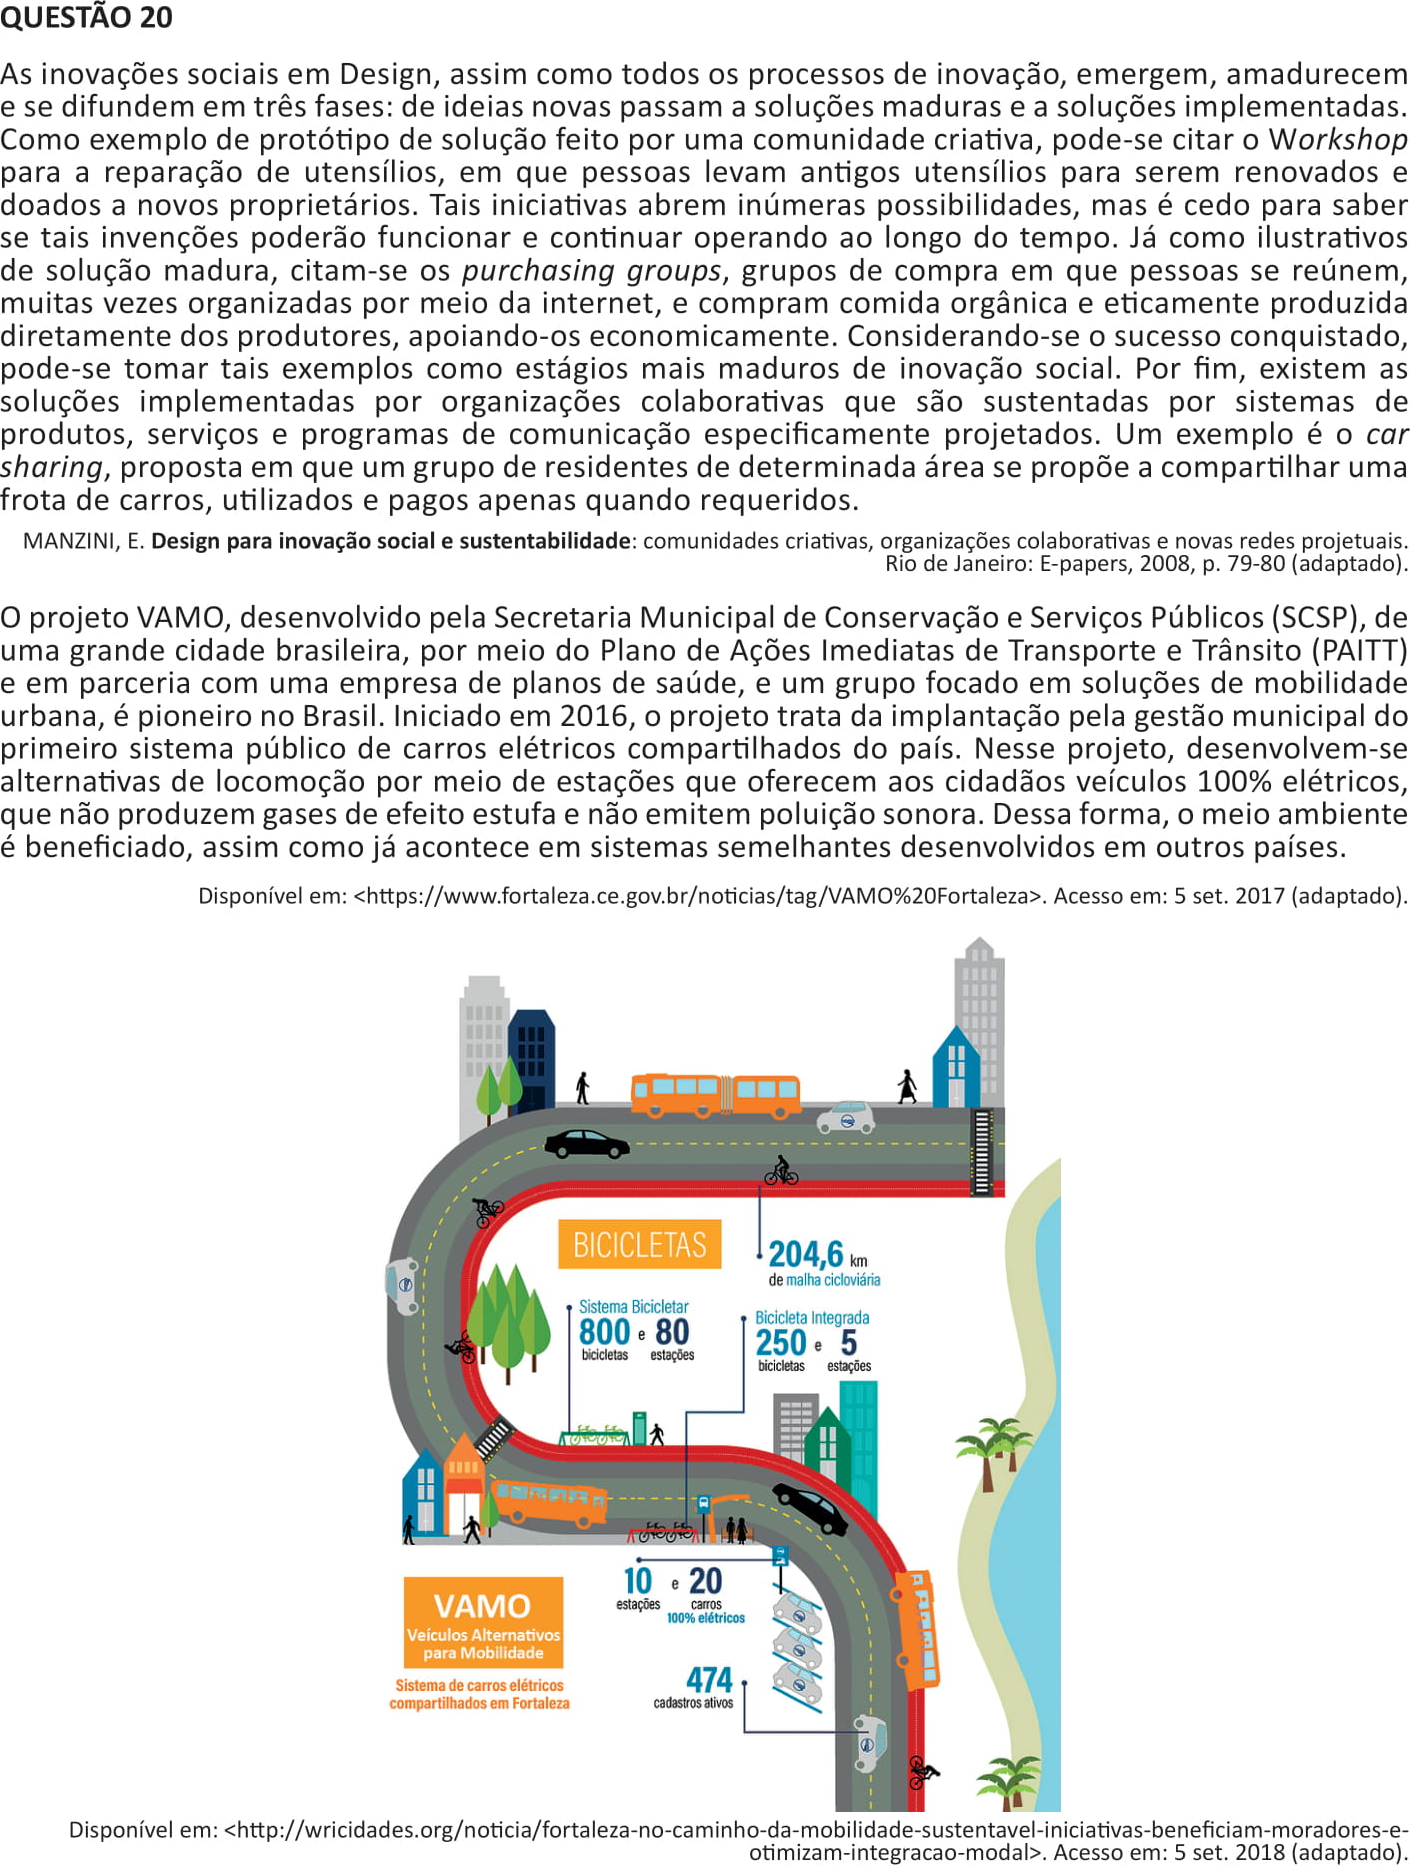 QUESTÃO 20
As inovações sociais em Design, assim como todos os processos de inovação, emergem, amadurecem
e se difundem em três fases: de ideias novas passam a soluções maduras e a soluções implementadas.
Como exemplo de protótipo de solução feito por uma comunidade criativa, pode-se citar o Workshop
para a reparação de utensílios, em que pessoas levam antigos utensílios para serem renovados e
doados a novos proprietários. Tais iniciativas abrem inúmeras possibilidades, mas é cedo para saber
se tais invenções poderão funcionar e continuar operando ao longo do tempo. Já como ilustrativos
de solução madura, citam-se os purchasing groups, grupos de compra em que pessoas se reúnem,
muitas vezes organizadas por meio da internet, e compram comida orgânica e eticamente produzida
diretamente dos produtores, apoiando-os economicamente. Considerando-se o sucesso conquistado,
pode-se tomar tais exemplos como estágios mais maduros de inovação social. Por fim, existem as
soluções implementadas por organizações colaborativas que são sustentadas por sistemas de
produtos, serviços e programas de comunicação especificamente projetados. Um exemplo é o car
sharing, proposta em que um grupo de residentes de determinada área se propõe a compartilhar uma
frota de carros, utilizados e pagos apenas quando requeridos.
MANZINI, E. Design para inovação social e sustentabilidade: comunidades criativas, organizações colaborativas e novas redes projetuais.
Rio de Janeiro: E-papers, 2008, p. 79-80 (adaptado).
O projeto VAMO, desenvolvido pela Secretaria Municipal de Conservação e Serviços Públicos (SCSP), de
uma grande cidade brasileira, por meio do Plano de Ações Imediatas de Transporte e Trânsito (PAITT)
e em parceria com uma empresa de planos de saúde, e um grupo focado em soluções de mobilidade
urbana, é pioneiro no Brasil. Iniciado em 2016, o projeto trata da implantação pela gestão municipal do
primeiro sistema público de carros elétricos compartilhados do país. Nesse projeto, desenvolvem-se
alternativas de locomoção por meio de estações que oferecem aos cidadãos veículos 100% elétricos,
que não produzem gases de efeito estufa e não emitem poluição sonora. Dessa forma, o meio ambiente
é beneficiado, assim como já acontece em sistemas semelhantes desenvolvidos em outros países.
Disponível em: <https://www.fortaleza.ce.gov.br/noticias/tag/VAMO%20Fortaleza>. Acesso em: 5 set. 2017 (adaptado).
BICICLETAS
204,6 km
de malha cicloviária
Sistema Bicicletar
800 e 80
bicicletas estações
Bicicleta Integrada
250 e 5
bicicletas estações
10 e 20
estações carros
100% elétricos
VAMO
Veículos Alternativos
para Mobilidade
Sistema de carros elétricos
compartilhados em Fortaleza
474
cadastros ativos
Disponível em: <http://wricidades.org/noticia/fortaleza-no-caminho-da-mobilidade-sustentavel-iniciativas-beneficiam-moradores-e-
otimizam-integracao-modal>. Acesso em: 5 set. 2018 (adaptado).